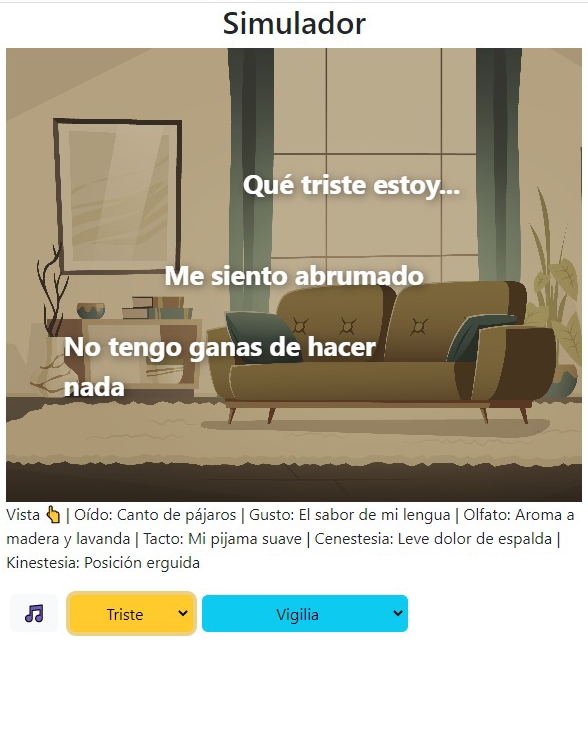 Simulador
Qué triste estoy...
Me siento abrumado
No tengo ganas de hacer
nada
Vista 👆 | Oído: Canto de pájaros | Gusto: El sabor de mi lengua | Olfato: Aroma a
madera y lavanda | Tacto: Mi pijama suave | Cenestesia: Leve dolor de espalda |
Kinestesia: Posición erguida
Triste
Vigilia